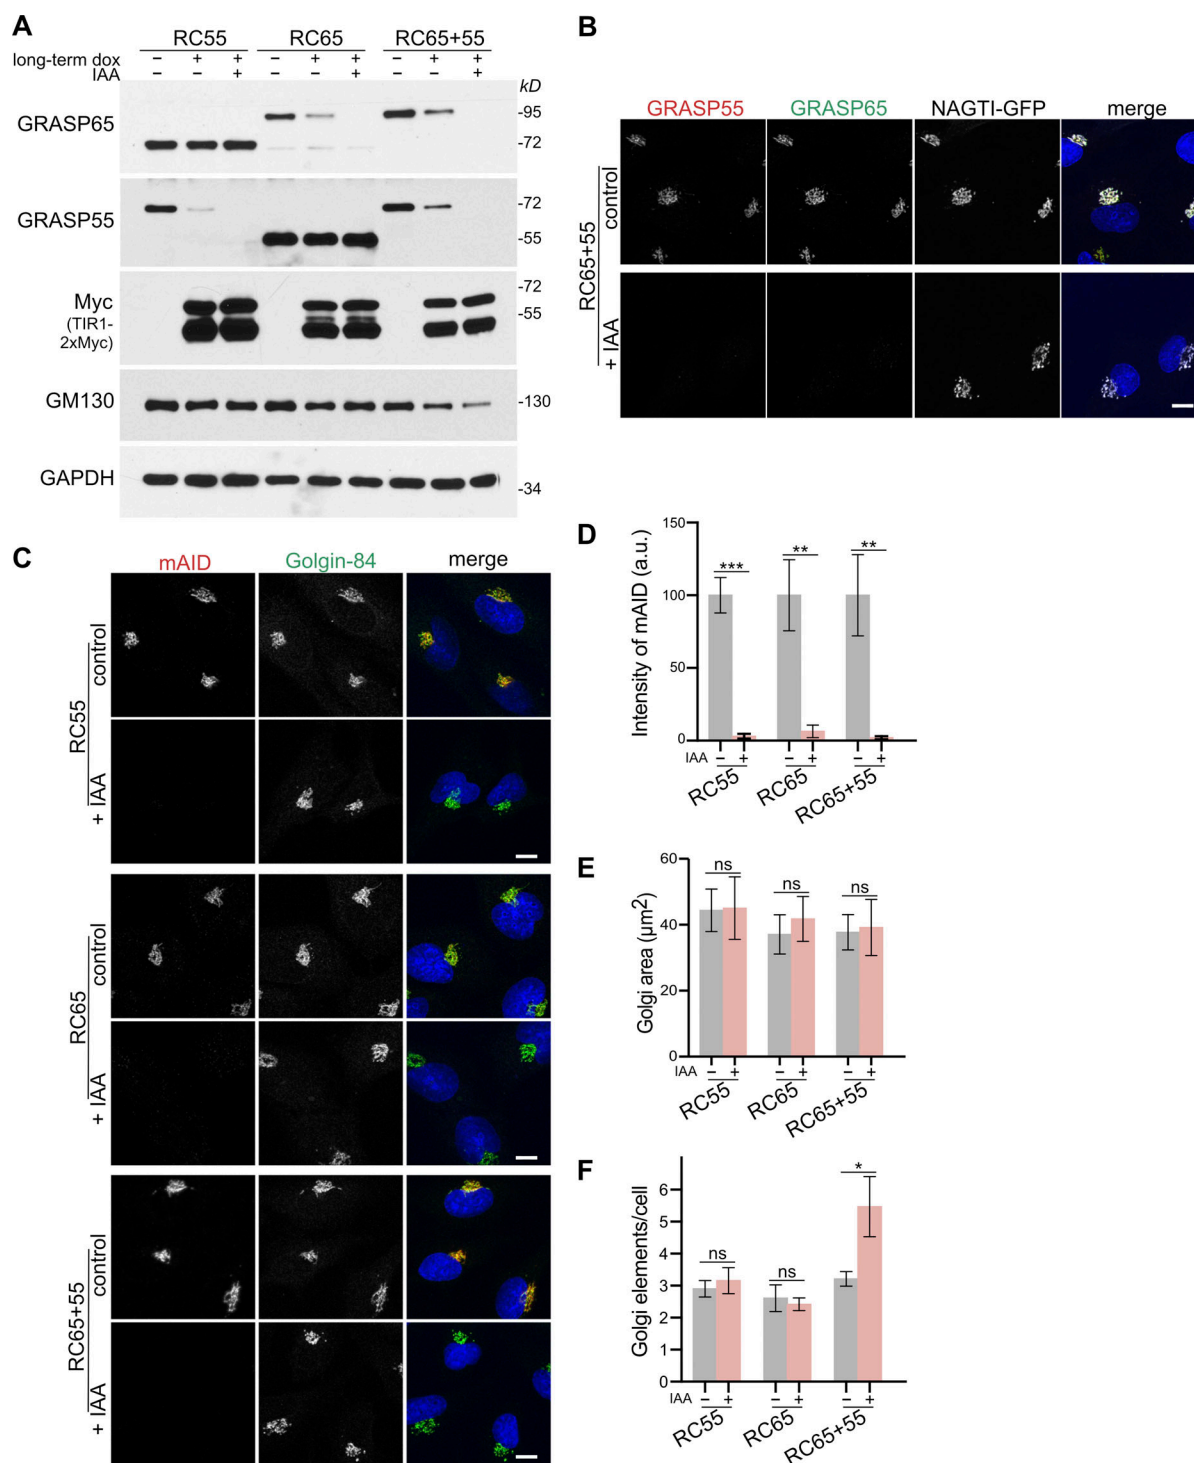 A
RC55 RC65 RC65+55
long-term dox − + + − + + − + +
IAA − − + − − + − − +
kD
GRASP65
-95
-72
GRASP55
-72
-55
Myc
(TIR1-
2xMyc)
-72
-55
GM130
-130
GAPDH
-34
B
GRASP55 GRASP65 NAGTI-GFP merge
RC65+55
control
+ IAA
C
mAID Golgin-84 merge
RC55
control
+ IAA
RC65
control
+ IAA
RC65+55
control
+ IAA
D
Intensity of mAID (a.u.)
150
100
50
0
*** ** **
IAA − + − + − +
RC55 RC65 RC65+55
E
Golgi area (µm2)
60
40
20
0
ns ns ns
IAA − + − + − +
RC55 RC65 RC65+55
F
Golgi elements/cell
6
5
4
3
2
1
0
ns ns *
IAA − + − + − +
RC55 RC65 RC65+55